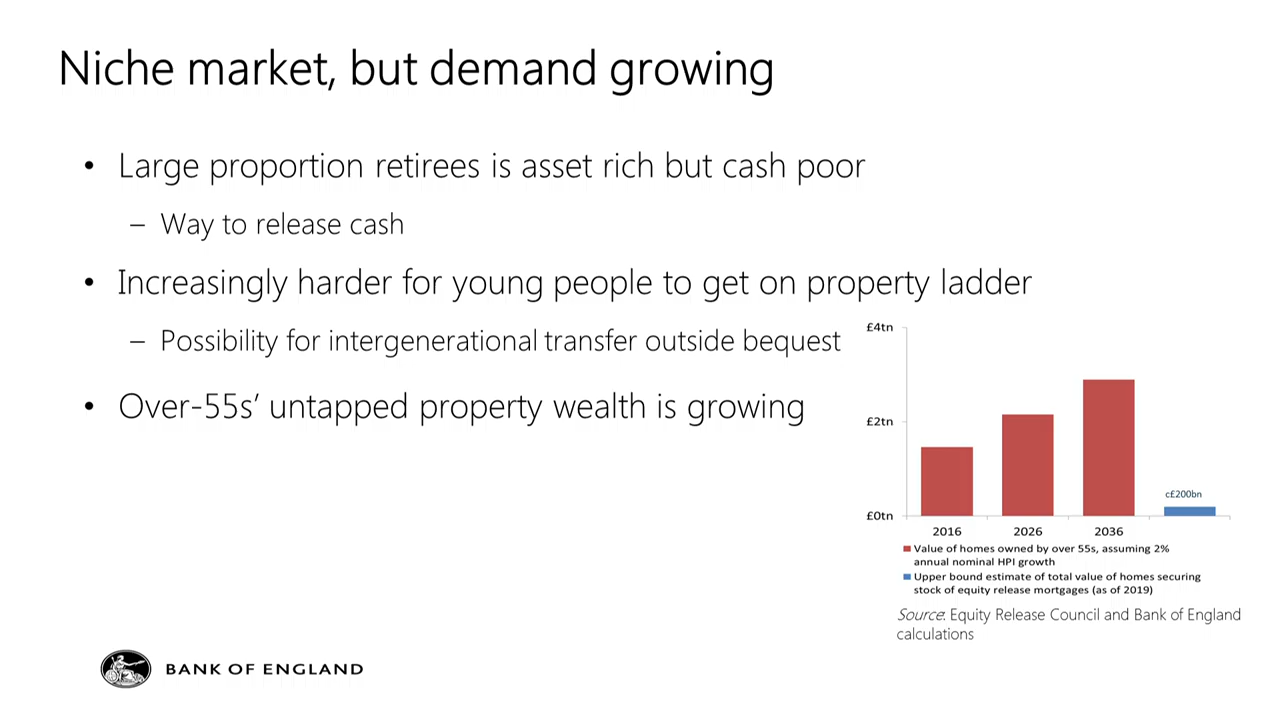 Niche market, but demand growing
• Large proportion retirees is asset rich but cash poor
– Way to release cash
• Increasingly harder for young people to get on property ladder
– Possibility for intergenerational transfer outside bequest
• Over-55s’ untapped property wealth is growing
£4tn
£2tn
£0tn
c£200bn
2016 2026 2036
Value of homes owned by over 55s, assuming 2%
annual nominal HPI growth
Upper bound estimate of total value of homes securing
stock of equity release mortgages (as of 2019)
Source: Equity Release Council and Bank of England
calculations
BANK OF ENGLAND